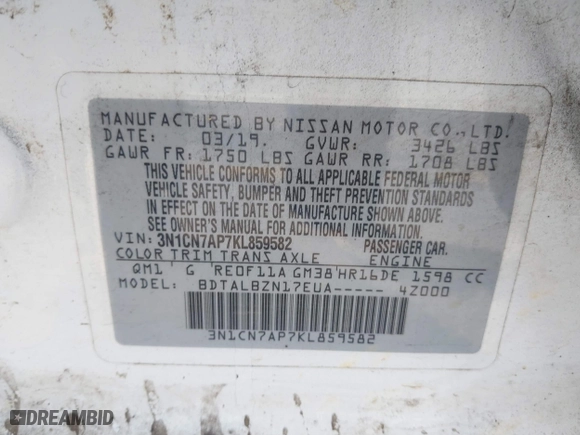 MANUFACTURED BY NISSAN MOTOR CO., LTD.
DATE: 03/19. GVWR: 3426 LBS
GAWR FR: 1750 LBS GAWR RR: 1708 LBS
THIS VEHICLE CONFORMS TO ALL APPLICABLE FEDERAL MOTOR
VEHICLE SAFETY, BUMPER AND THEFT PREVENTION STANDARDS
IN EFFECT ON THE DATE OF MANUFACTURE SHOWN ABOVE.
SEE OWNER'S MANUAL FOR ADDITIONAL INFORMATION.
VIN: 3N1CN7AP7KL859582 PASSENGER CAR.
COLOR TRIM TRANS AXLE ENGINE
QM1 G RE0F11A GM38 HR16DE 1598 CC
MODEL: BDTALBZN17EUA----- 4Z000
3N1CN7AP7KL859582
DREAMBID